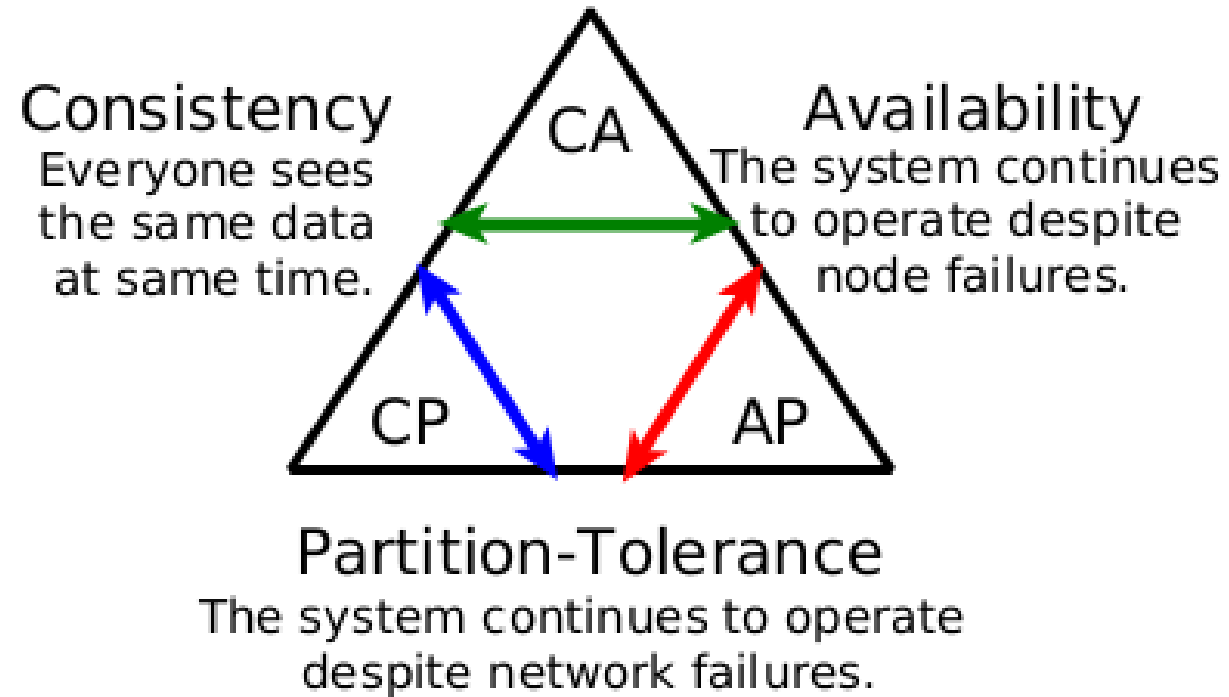 CA
Consistency
Everyone sees
the same data
at same time.
Availability
The system continues
to operate despite
node failures.
CP
AP
Partition-Tolerance
The system continues to operate
despite network failures.